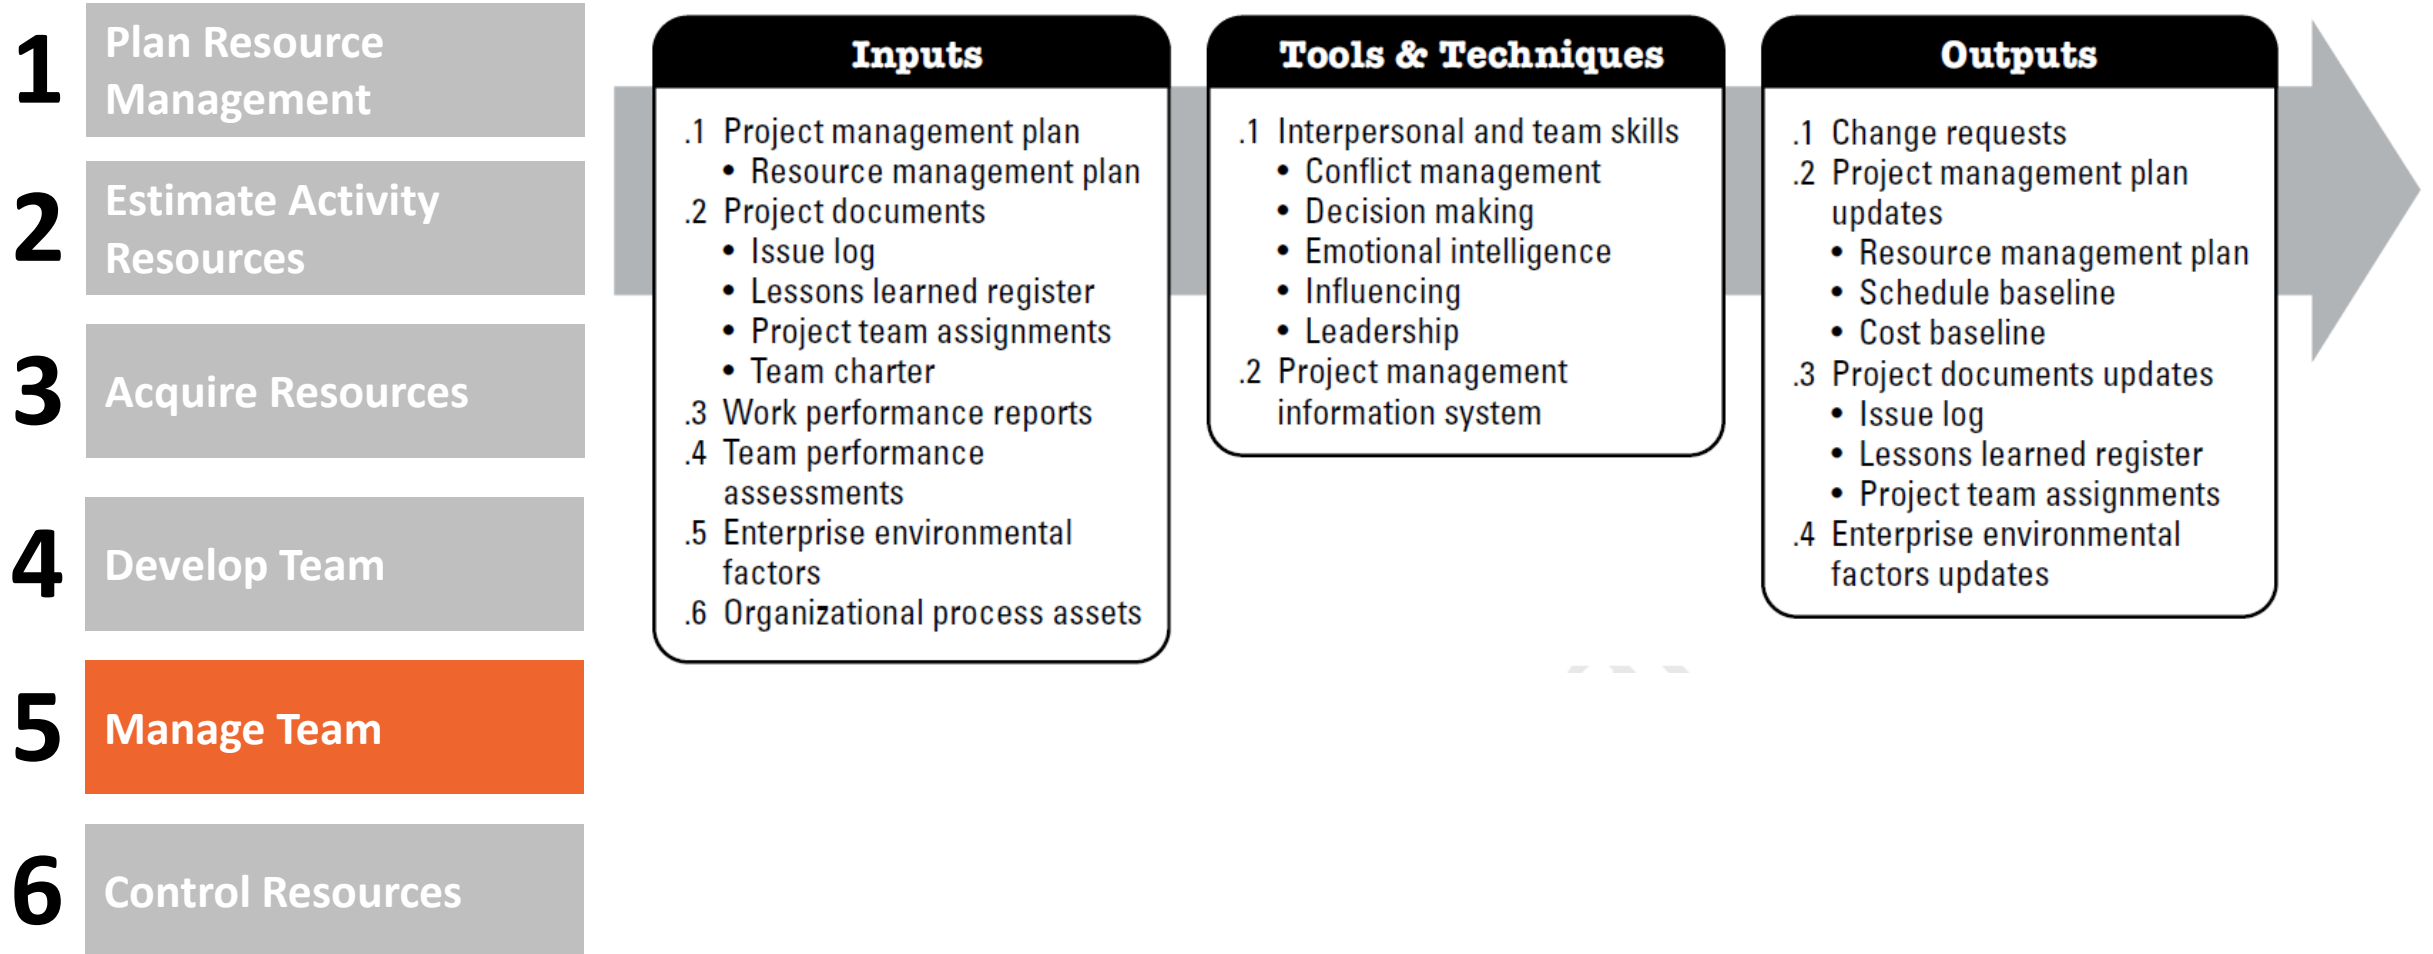 1
Plan Resource
Management
2
Estimate Activity
Resources
3
Acquire Resources
4
Develop Team
5
Manage Team
6
Control Resources
Inputs
.1 Project management plan
• Resource management plan
.2 Project documents
• Issue log
• Lessons learned register
• Project team assignments
• Team charter
.3 Work performance reports
.4 Team performance
assessments
.5 Enterprise environmental
factors
.6 Organizational process assets
Tools & Techniques
.1 Interpersonal and team skills
• Conflict management
• Decision making
• Emotional intelligence
• Influencing
• Leadership
.2 Project management
information system
Outputs
.1 Change requests
.2 Project management plan
updates
• Resource management plan
• Schedule baseline
• Cost baseline
.3 Project documents updates
• Issue log
• Lessons learned register
• Project team assignments
.4 Enterprise environmental
factors updates